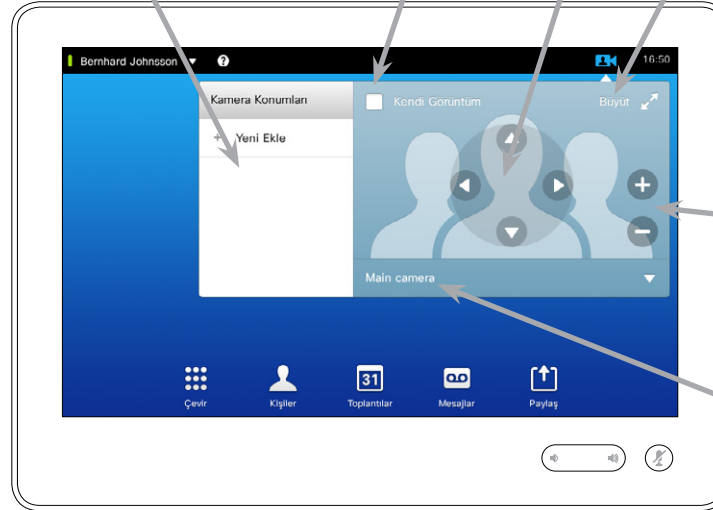 Bernhard Johnsson ?
16:50
Kamera Konumları
Kendi Görüntüm
Büyüt
+ Yeni Ekle
Main camera
31
Çevir
Kişiler
Toplantılar
Mesajlar
Paylaş